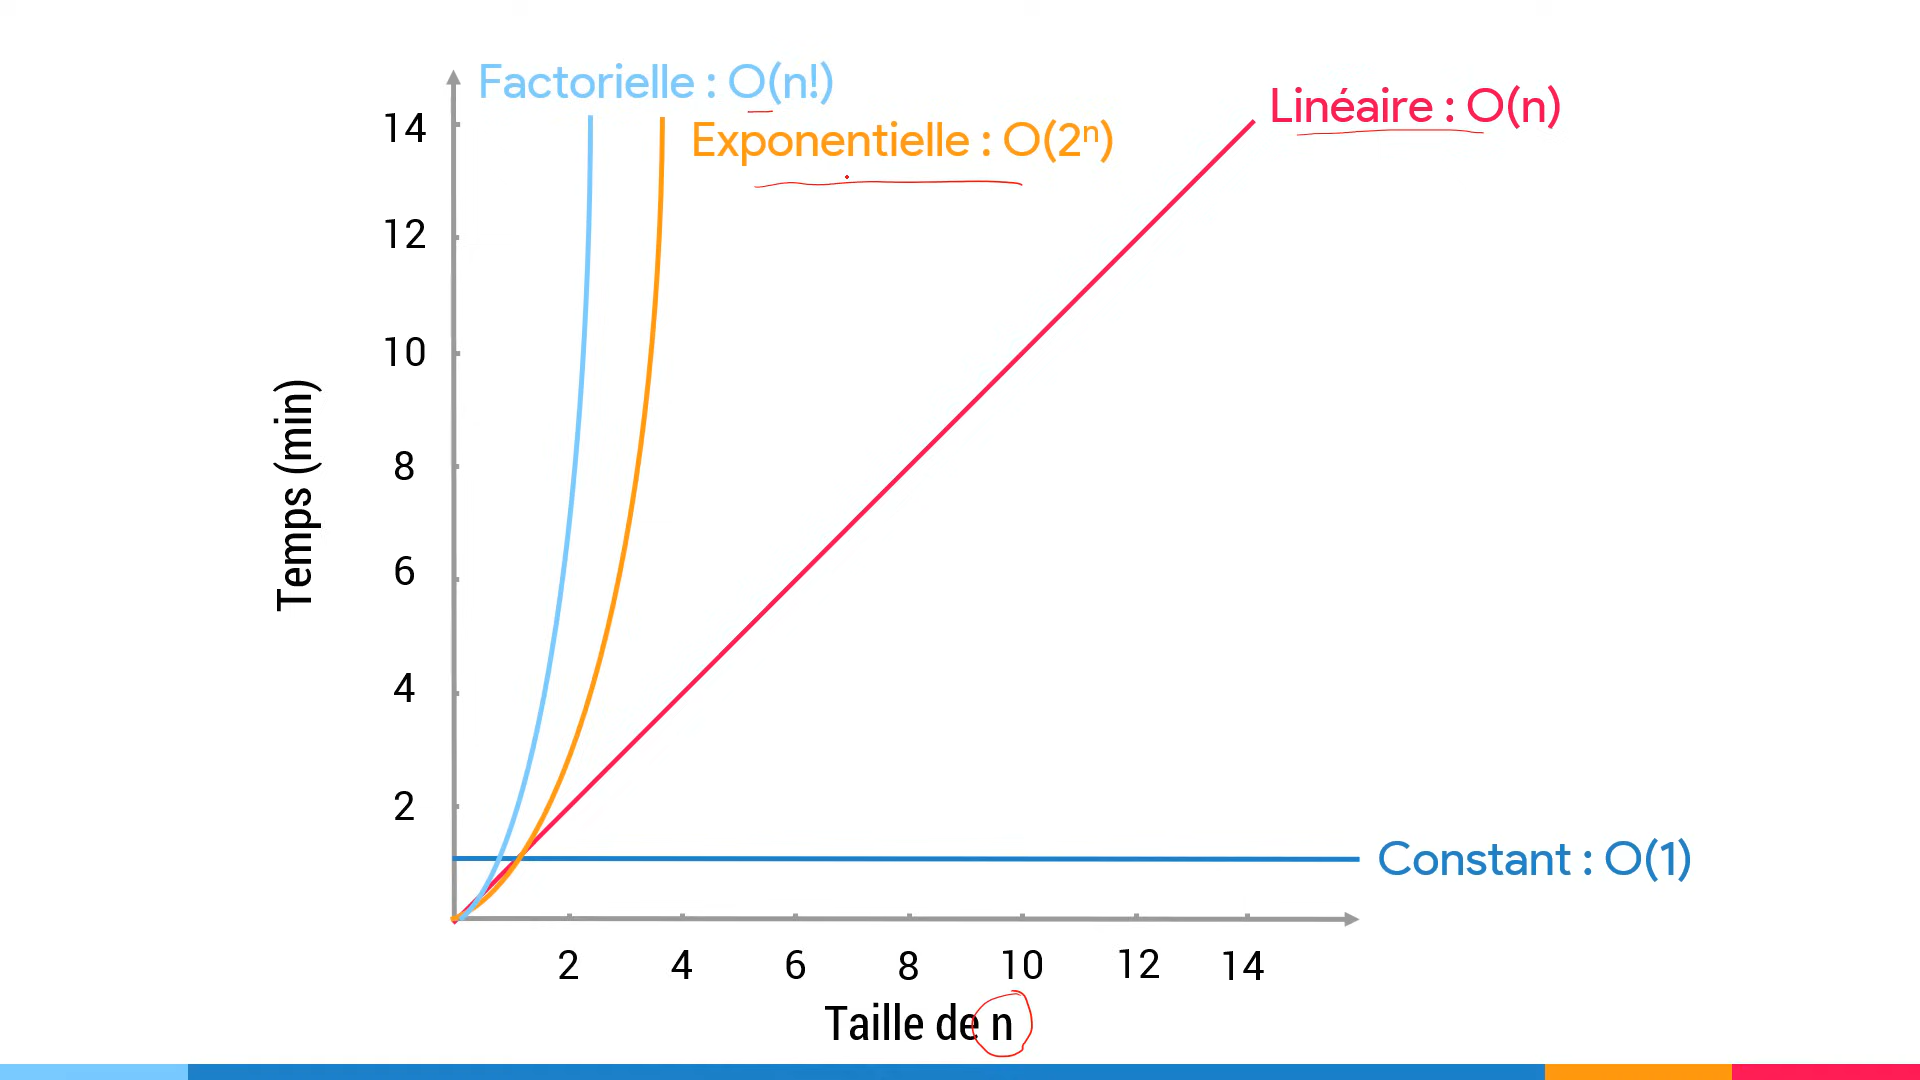 Factorielle : O(n!)
Linéaire : O(n)
Exponentielle : O(2ⁿ)
14
12
10
8
6
4
2
Temps (min)
Constant : O(1)
2 4 6 8 10 12 14
Taille de n